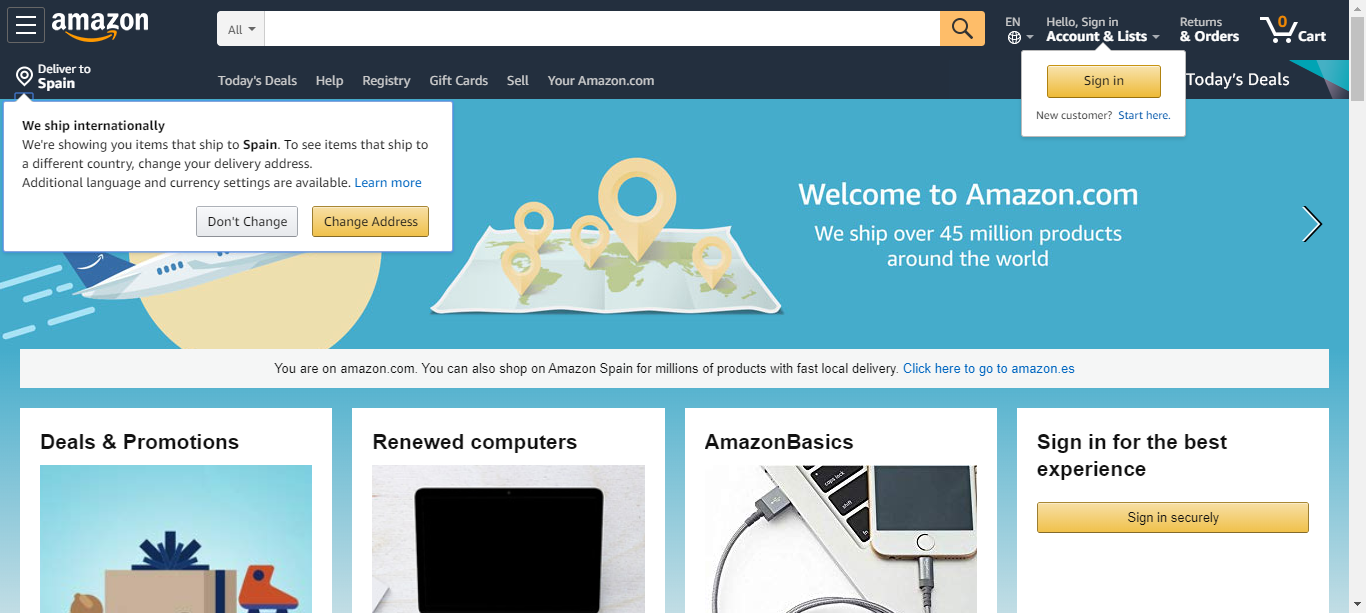 amazon
All
EN
Hello, Sign in
Account & Lists
Returns
& Orders
0
Cart
Deliver to
Spain
Today's Deals
Help
Registry
Gift Cards
Sell
Your Amazon.com
Today's Deals
Sign in
New customer? Start here.
We ship internationally
We're showing you items that ship to Spain. To see items that ship to
a different country, change your delivery address.
Additional language and currency settings are available. Learn more
Don't Change
Change Address
Welcome to Amazon.com
We ship over 45 million products
around the world
You are on amazon.com. You can also shop on Amazon Spain for millions of products with fast local delivery. Click here to go to amazon.es
Deals & Promotions
Renewed computers
AmazonBasics
Sign in for the best
experience
Sign in securely
caps lock
shift